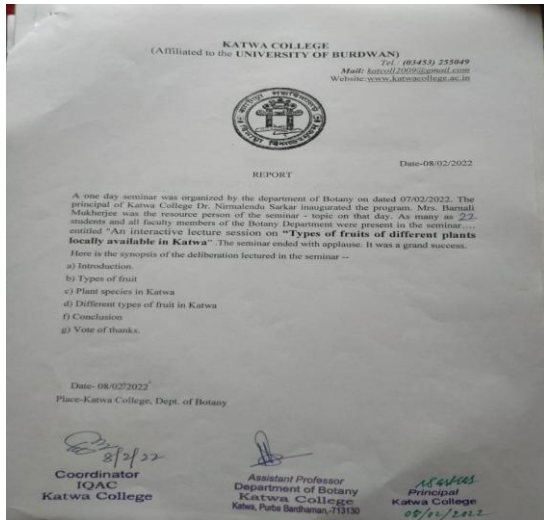 KATWA COLLEGE
(Affiliated to the UNIVERSITY OF BURDWAN)
Tel.: (03453) 255049
Mail: katcoll2009@gmail.com
Website: www.katwacollege.ac.in
Date-08/02/2022
REPORT
A one day seminar was organized by the department of Botany on dated 07/02/2022. The
principal of Katwa College Dr. Nirmalendu Sarkar inaugurated the program. Mrs. Barnali
Mukherjee was the resource person of the seminar - topic on that day. As many as 22
students and all faculty members of the Botany Department were present in the seminar....
entitled "An interactive lecture session on "Types of fruits of different plants
locally available in Katwa" .The seminar ended with applause. It was a grand success.
Here is the synopsis of the deliberation lectured in the seminar --
a) Introduction.
b) Types of fruit
c) Plant species in Katwa
d) Different types of fruit in Katwa
f) Conclusion
g) Vote of thanks.
Date- 08/02/2022
Place-Katwa College, Dept. of Botany
8/2/22
Coordinator
IQAC
Katwa College
Assistant Professor
Department of Botany
Katwa College
Katwa, Purba Bardhaman,-713130
Principal
Katwa College
08/02/2022